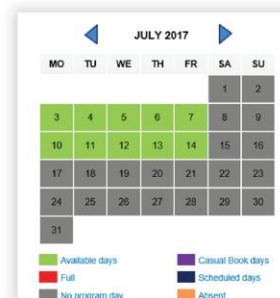 JULY 2017
MO TU WE TH FR SA SU
1 2
3 4 5 6 7 8 9
10 11 12 13 14 15 16
17 18 19 20 21 22 23
24 25 26 27 28 29 30
31
Available days Casual Book days
Full Scheduled days
No program day Absent